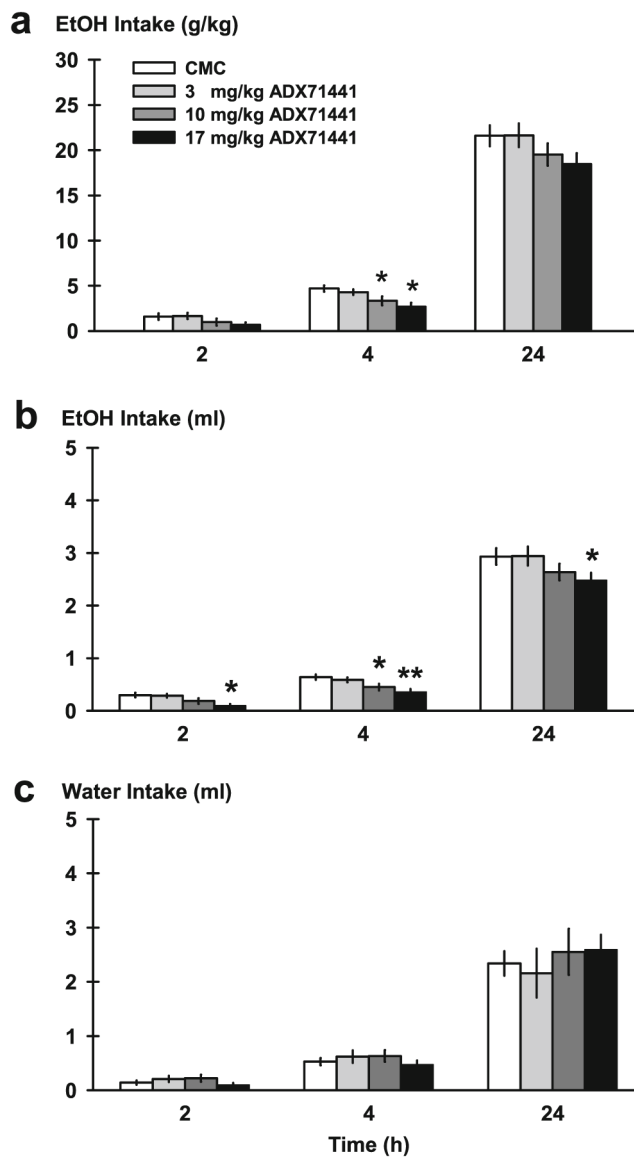 a EtOH Intake (g/kg)
CMC
3 mg/kg ADX71441
10 mg/kg ADX71441
17 mg/kg ADX71441
30
25
20
15
10
5
0
* *
2 4 24
b EtOH Intake (ml)
5
4
3
2
1
0
* * ** *
2 4 24
c Water Intake (ml)
5
4
3
2
1
0
2 4 24
Time (h)